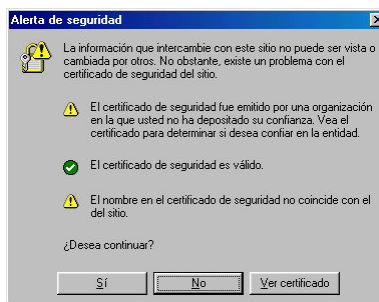 Alerta de seguridad
La información que intercambie con este sitio no puede ser vista o
cambiada por otros. No obstante, existe un problema con el
certificado de seguridad del sitio.
El certificado de seguridad fue emitido por una organización
en la que usted no ha depositado su confianza. Vea el
certificado para determinar si desea confiar en la entidad.
El certificado de seguridad es válido.
El nombre en el certificado de seguridad no coincide con el
del sitio.
¿Desea continuar?
Sí No Ver certificado